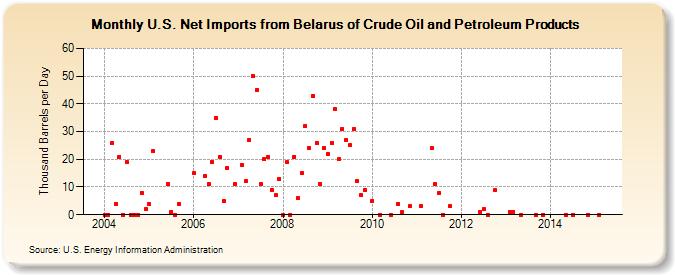 Monthly U.S. Net Imports from Belarus of Crude Oil and Petroleum Products
Thousand Barrels per Day
60
50
40
30
20
10
0
2004 2006 2008 2010 2012 2014
Source: U.S. Energy Information Administration